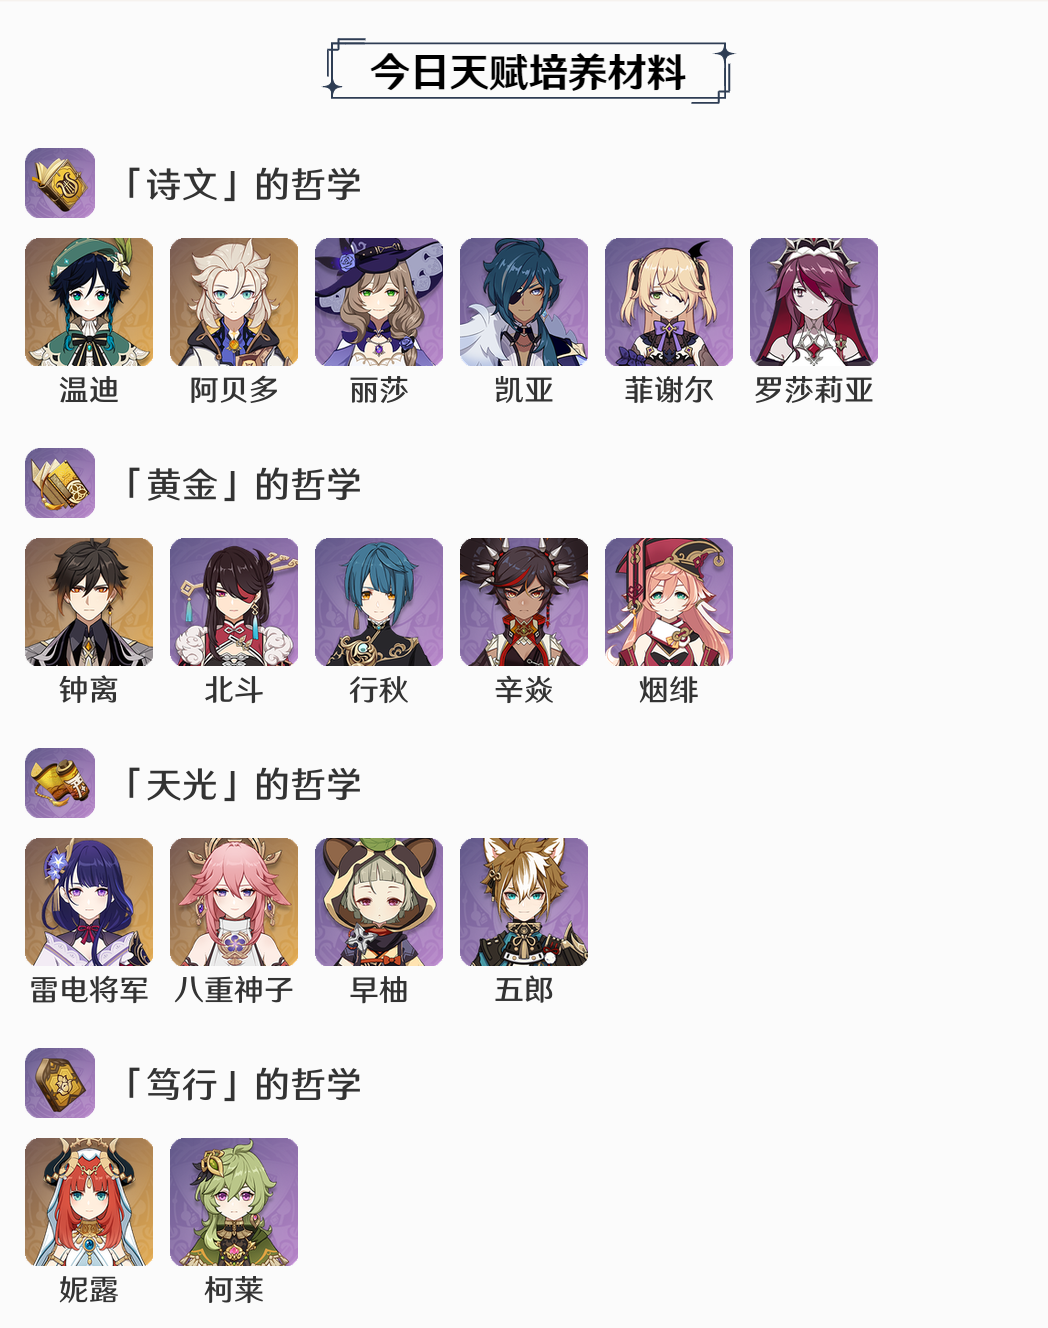 今日天赋培养材料
「诗文」的哲学
温迪 阿贝多 丽莎 凯亚 菲谢尔 罗莎莉亚
「黄金」的哲学
钟离 北斗 行秋 辛焱 烟绯
「天光」的哲学
雷电将军 八重神子 早柚 五郎
「笃行」的哲学
妮露 柯莱